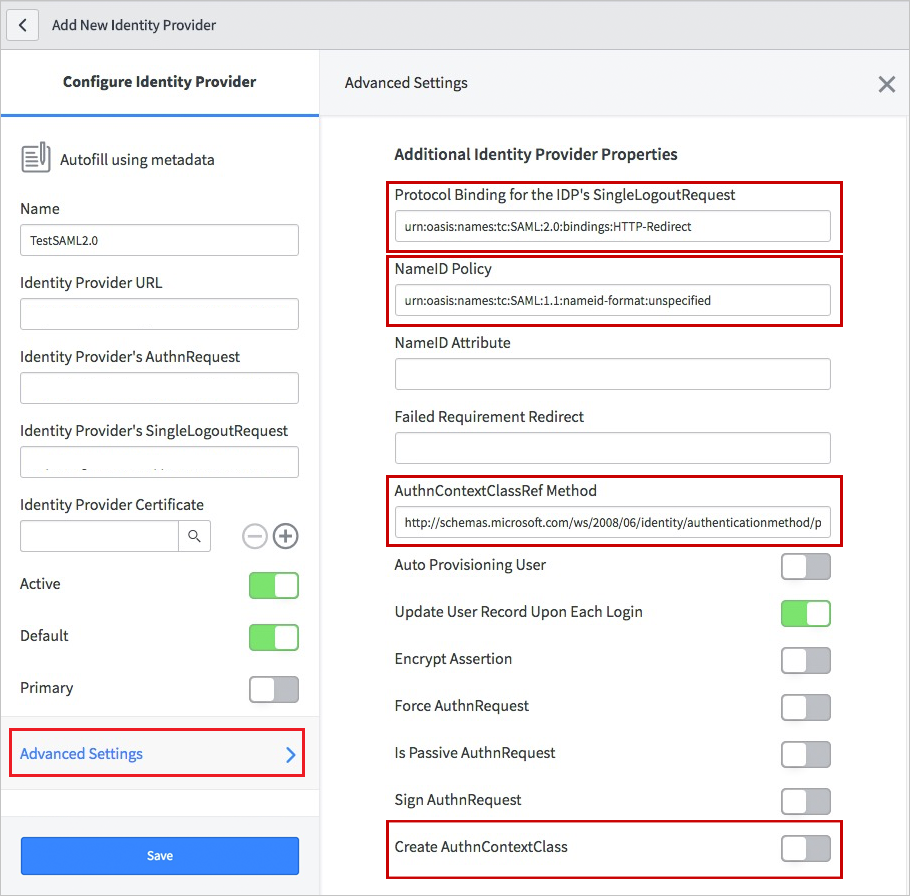 Add New Identity Provider
Configure Identity Provider
Autofill using metadata
Name
TestSAML2.0
Identity Provider URL
Identity Provider's AuthnRequest
Identity Provider's SingleLogoutRequest
Identity Provider Certificate
Active
Default
Primary
Advanced Settings
Save
Advanced Settings
Additional Identity Provider Properties
Protocol Binding for the IDP's SingleLogoutRequest
urn:oasis:names:tc:SAML:2.0:bindings:HTTP-Redirect
NameID Policy
urn:oasis:names:tc:SAML:1.1:nameid-format:unspecified
NameID Attribute
Failed Requirement Redirect
AuthnContextClassRef Method
http://schemas.microsoft.com/ws/2008/06/identity/authenticationmethod/p
Auto Provisioning User
Update User Record Upon Each Login
Encrypt Assertion
Force AuthnRequest
Is Passive AuthnRequest
Sign AuthnRequest
Create AuthnContextClass